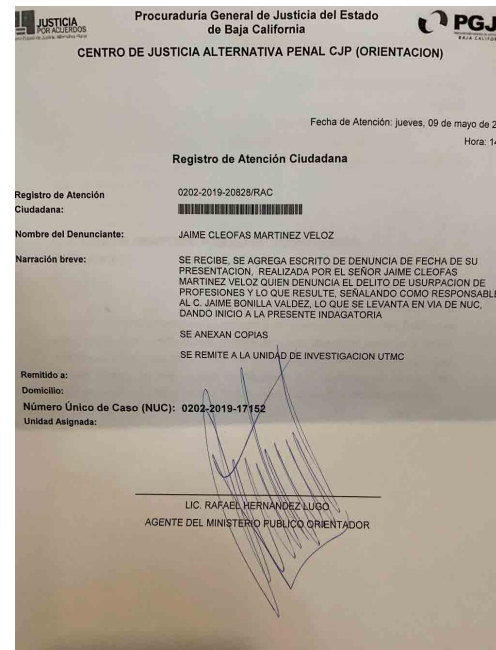 JUSTICIA
POR ACUERDOS
Procuraduría General de Justicia del Estado
de Baja California
PGJ
BAJA CALIFOR
CENTRO DE JUSTICIA ALTERNATIVA PENAL CJP (ORIENTACION)
Fecha de Atención: jueves, 09 de mayo de 2
Hora: 14
Registro de Atención Ciudadana
Registro de Atención Ciudadana: 0202-2019-20828/RAC
Nombre del Denunciante: JAIME CLEOFAS MARTINEZ VELOZ
Narración breve: SE RECIBE, SE AGREGA ESCRITO DE DENUNCIA DE FECHA DE SU
PRESENTACION, REALIZADA POR EL SEÑOR JAIME CLEOFAS
MARTINEZ VELOZ QUIEN DENUNCIA EL DELITO DE USURPACION DE
PROFESIONES Y LO QUE RESULTE, SEÑALANDO COMO RESPONSABLE
AL C. JAIME BONILLA VALDEZ, LO QUE SE LEVANTA EN VIA DE NUC,
DANDO INICIO A LA PRESENTE INDAGATORIA
SE ANEXAN COPIAS
SE REMITE A LA UNIDAD DE INVESTIGACION UTMC
Remitido a:
Domicilio:
Número Único de Caso (NUC): 0202-2019-17152
Unidad Asignada:
LIC. RAFAEL HERNANDEZ LUGO
AGENTE DEL MINISTERIO PUBLICO ORIENTADOR